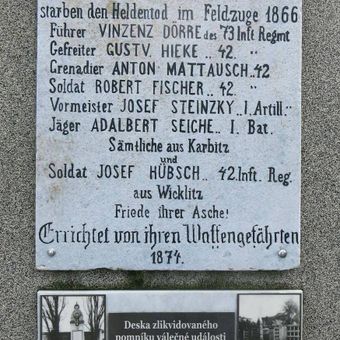 starben den Heldentod im Feldzuge 1866
Führer VINZENZ DÖRRE des 73 Inft Regmt
Gefreiter GUSTV. HIEKE .. 42. "
Grenadier ANTON MATTAUSCH .. 42 "
Soldat ROBERT FISCHER .. 42. "
Vormeister JOSEF STEINZKY .. I. Artill. "
Jäger ADALBERT SEICHE .. I. Bat.
Sämtliche aus Karbitz
und
Soldat JOSEF HÜBSCH .. 42. Inft. Reg.
aus Wicklitz
Friede ihrer Asche!
Errichtet von ihren Waffengefährten
1874.
Deska zlikvidovaného
pomníku válečné události